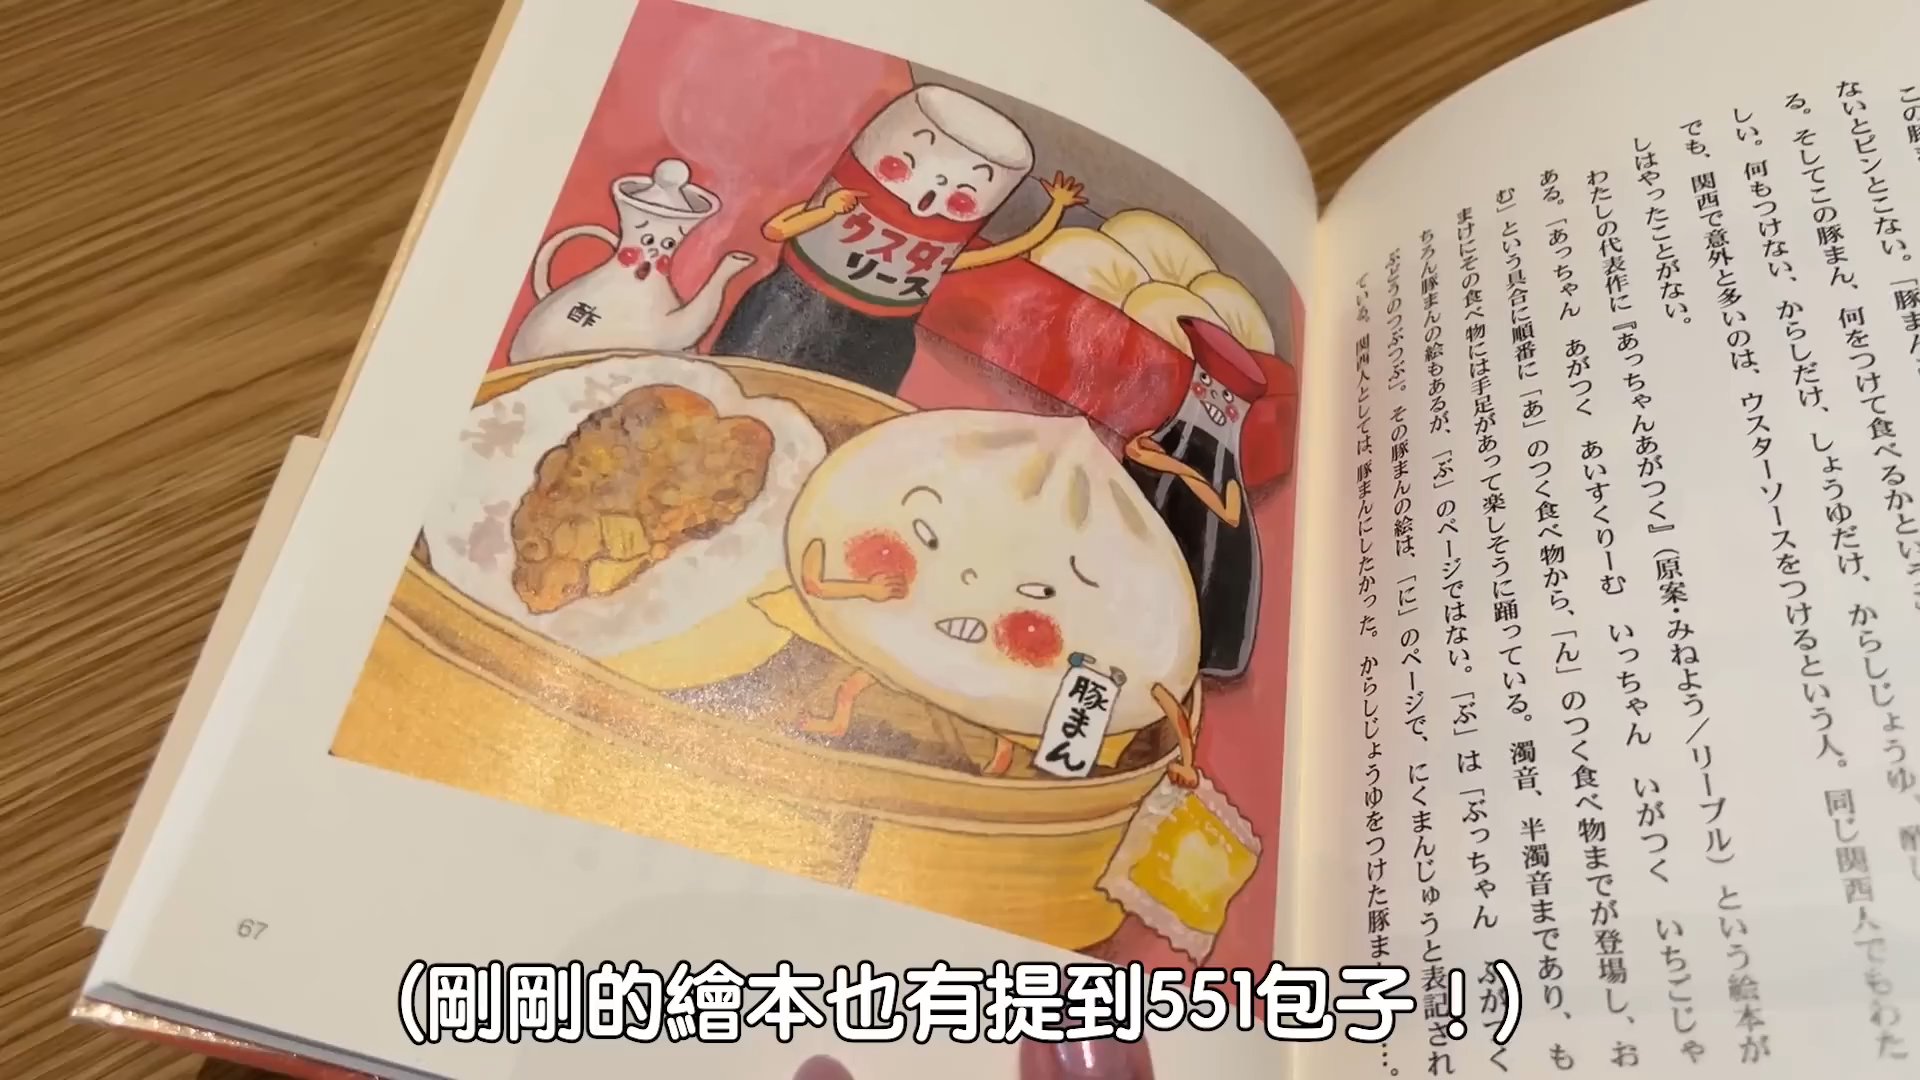 この豚ま
ないとピンとこない。「豚まん
る。そしてこの豚まん、何をつけて食べるかという
しい。何もつけない、からしだけ、しょうゆだけ、からしじょうゆ、酢し
でも、関西で意外と多いのは、ウスターソースをつけるという人。同じ関西人でもわた
しはやったことがない。
わたしの代表作に『あっちゃんあがつく』（原案・みねよう／リーブル）という絵本が
ある。「あっちゃん あがつく あいすくりーむ いっちゃん いがつく いちごじゃ
む」という具合に順番に「あ」のつく食べ物から、「ん」のつく食べ物までが登場し、お
まけにその食べ物には手足があって楽しそうに踊っている。濁音、半濁音まであり、も
ちろん豚まんの絵もあるが、「ぶ」のページではない。「ぶ」は「ぶっちゃん ぶがつく
ぶどうのつぶつぶ」。その豚まんの絵は、「に」のページで、にくまんじゅうと表記され
ている。関西人としては、豚まんにしたかった。からしじょうゆをつけた豚ま…。
ウスター
ソース
酢
豚まん
67
(剛剛的繪本也有提到551包子！)